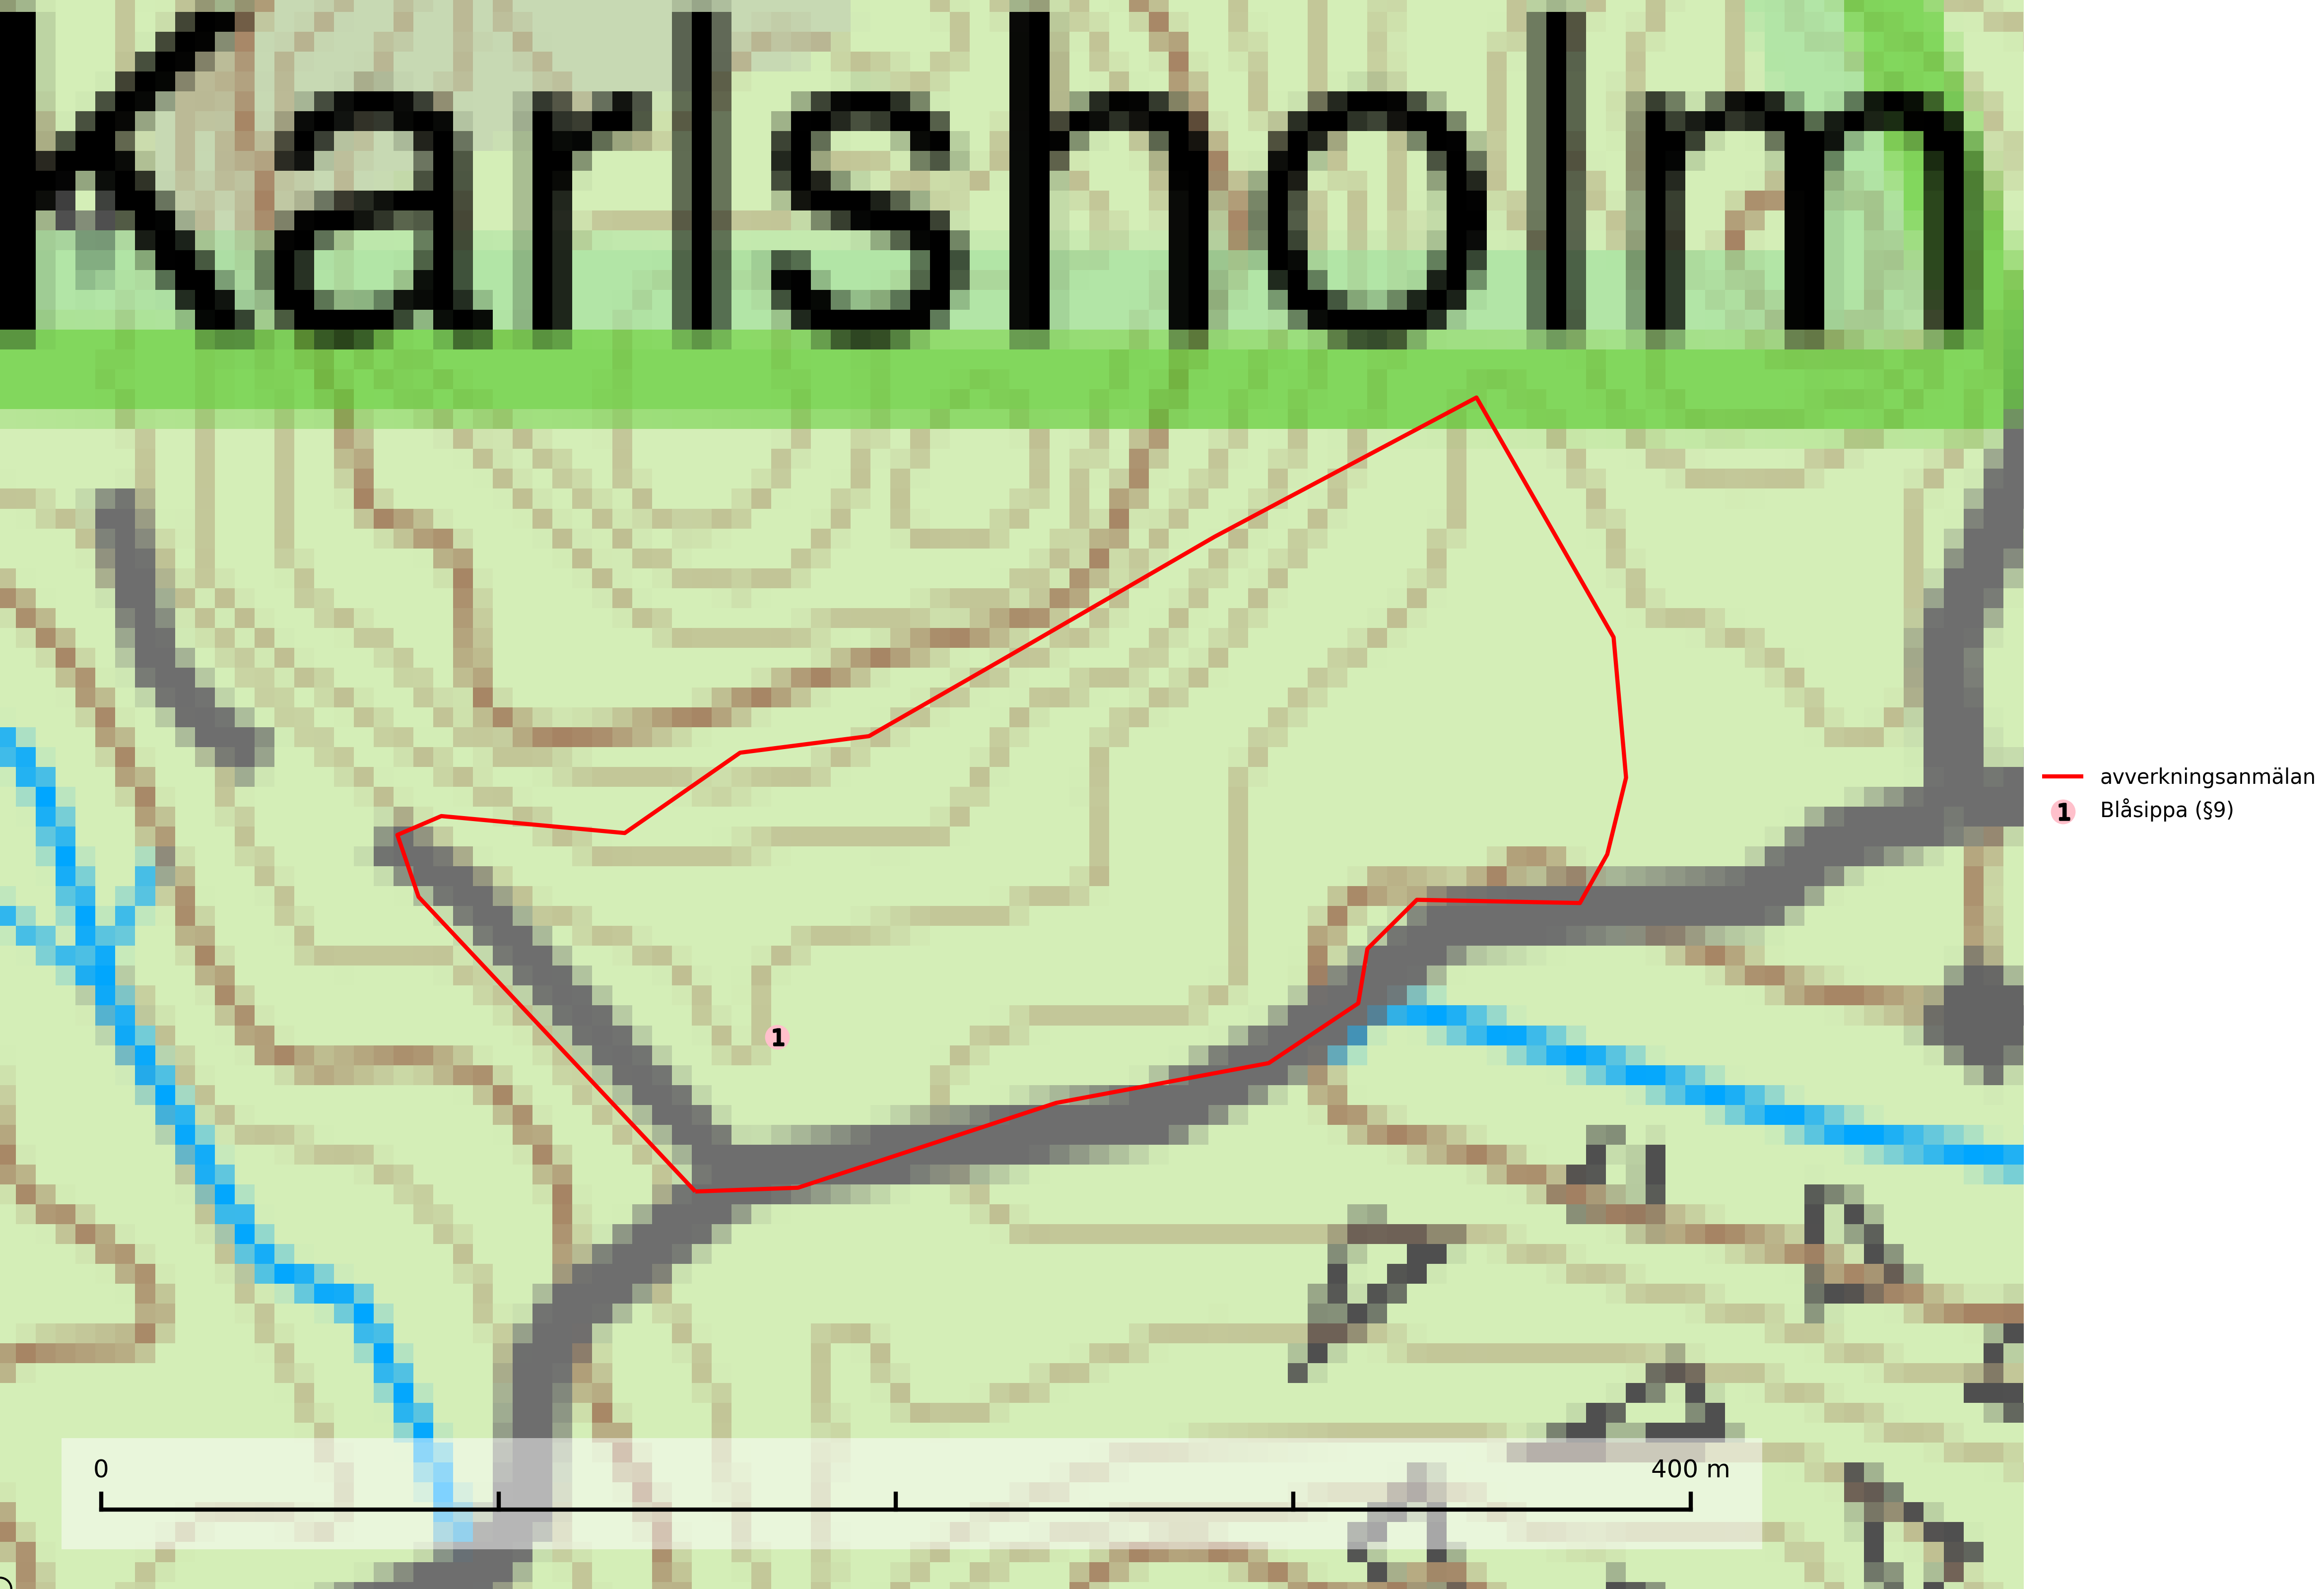 Karlsholm
avverkningsanmälan
1 Blåsippa (§9)
1
0 400 m